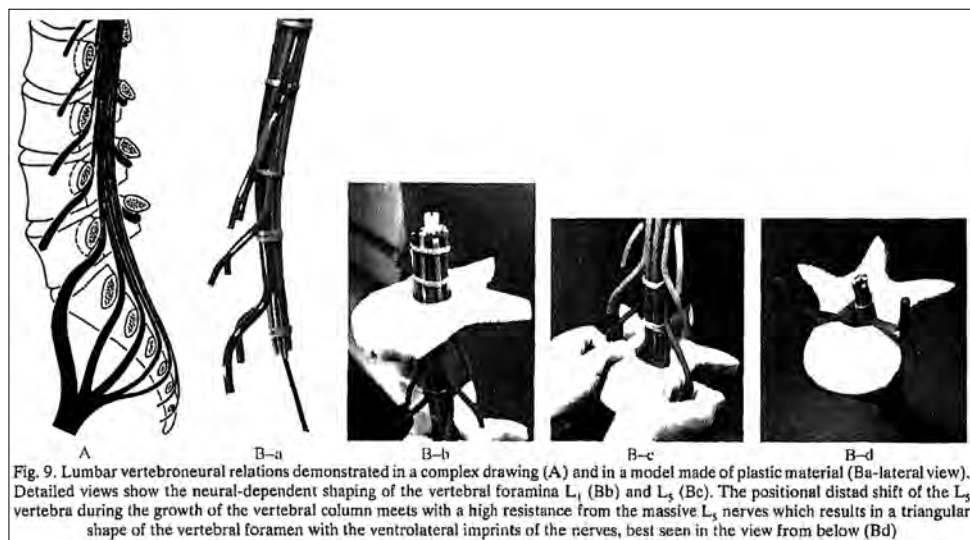 A
B-a
B-b
B-c
B-d
Fig. 9. Lumbar vertebroneural relations demonstrated in a complex drawing (A) and in a model made of plastic material (Ba-lateral view).
Detailed views show the neural-dependent shaping of the vertebral foramina L₁ (Bb) and L₅ (Bc). The positional distad shift of the L₅
vertebra during the growth of the vertebral column meets with a high resistance from the massive L₅ nerves which results in a triangular
shape of the vertebral foramen with the ventrolateral imprints of the nerves, best seen in the view from below (Bd)